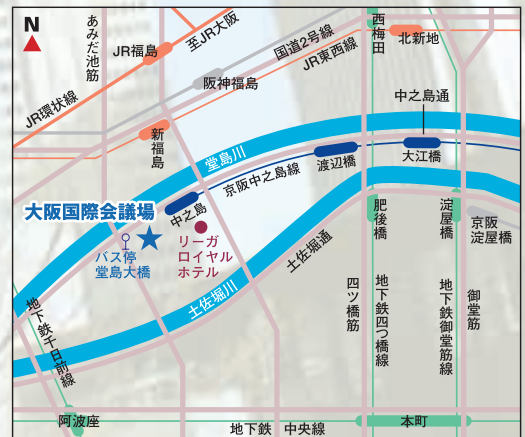 N
あみだ池筋
JR福島
至JR大阪
国道2号線
JR東西線
西梅田
北新地
阪神福島
JR環状線
新福島
中之島通
堂島川
渡辺橋
大江橋
京阪中之島線
中之島
大阪国際会議場
バス停
堂島大橋
リーガ
ロイヤル
ホテル
土佐堀通
土佐堀川
肥後橋
淀屋橋
京阪
淀屋橋
四ツ橋筋
地下鉄四つ橋線
地下鉄御堂筋線
御堂筋
地下鉄千日前線
阿波座
地下鉄 中央線
本町